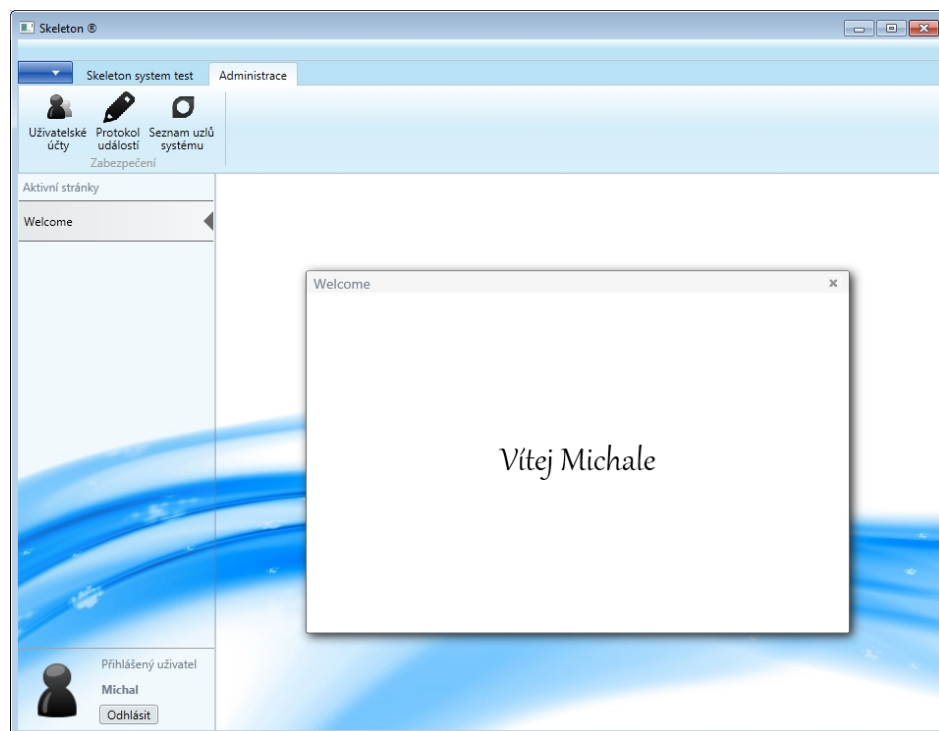 Skeleton ®
Skeleton system test
Administrace
Uživatelské účty
Protokol událostí
Seznam uzlů systému
Zabezpečení
Aktivní stránky
Welcome
Welcome
Vítej Michale
Přihlášený uživatel
Michal
Odhlásit